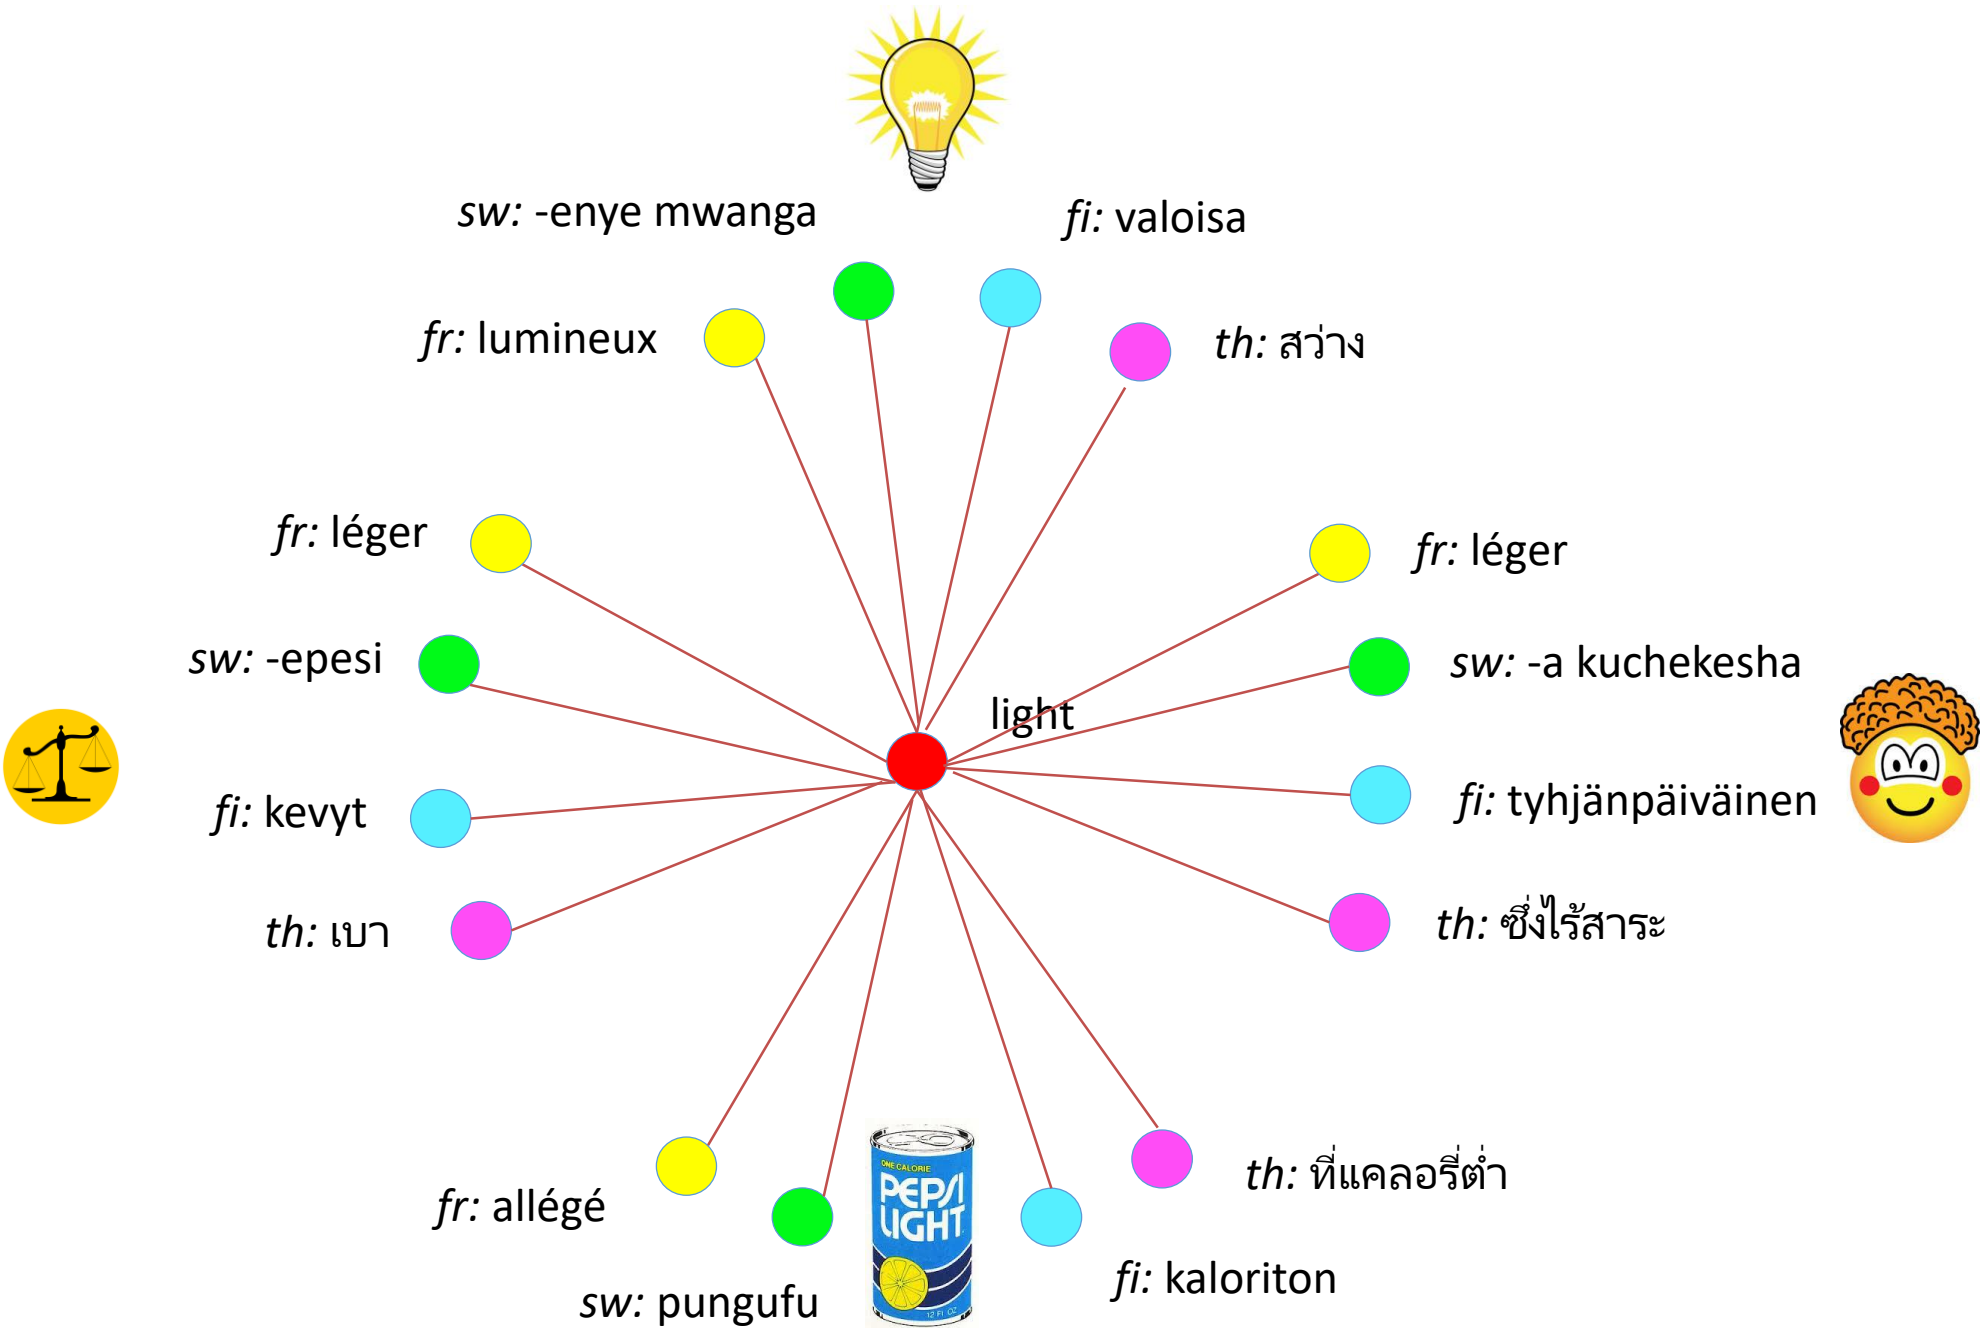 sw: -enye mwanga
fi: valoisa
fr: lumineux
th: สว่าง
fr: léger
fr: léger
sw: -epesi
sw: -a kuchekesha
light
fi: kevyt
fi: tyhjänpäiväinen
th: เบา
th: ซึ่งไร้สาระ
ONE CALORIE
PEPSI
LIGHT
th: ที่แคลอรี่ต่ำ
fr: allégé
fi: kaloriton
sw: pungufu
12 FL OZ